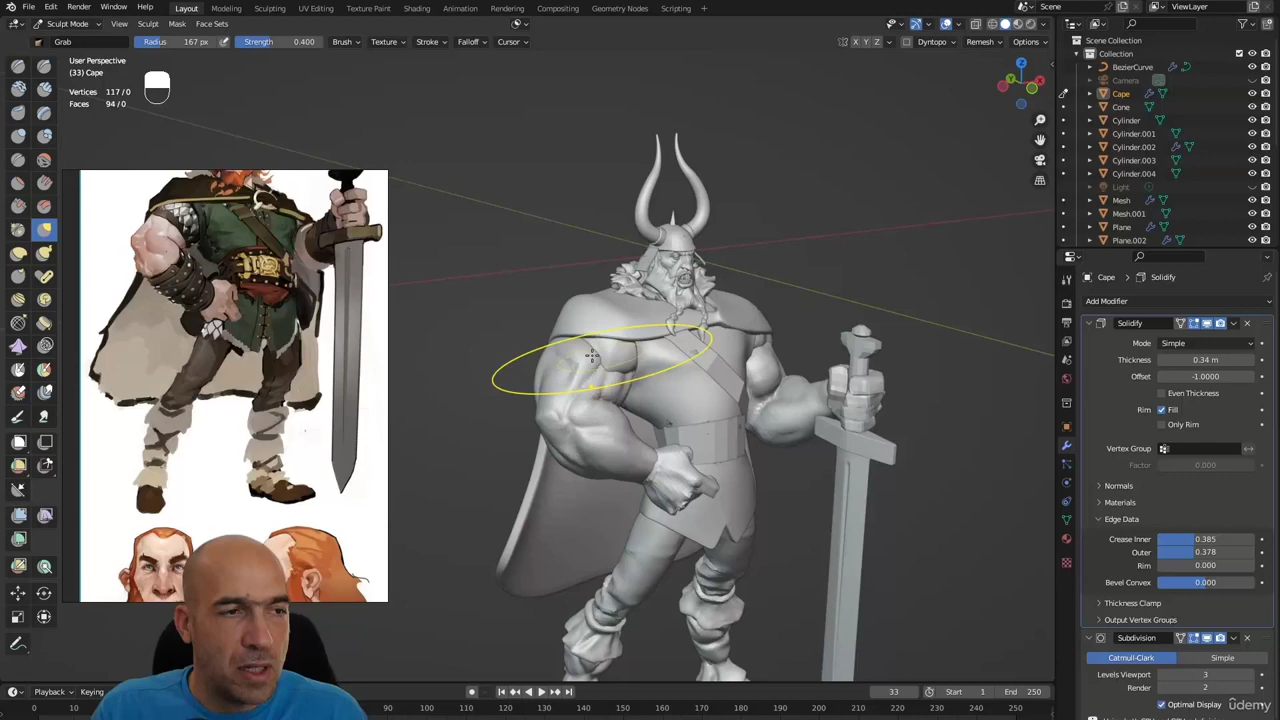 File Edit Render Window Help Layout Modeling Sculpting UV Editing Texture Paint Shading Animation Rendering Compositing Geometry Nodes Scripting Scene ViewLayer
Sculpt Mode View Sculpt Mask Face Sets
Grab Radius 167 px Strength 0.400 Brush Texture Stroke Falloff Cursor X Y Z Dyntopo Remesh Options
User Perspective
(33) Cape
Vertices 117/0
Faces 94/0
Scene Collection
Collection
BezierCurve
Camera
Cape
Cone
Cylinder
Cylinder.001
Cylinder.002
Cylinder.003
Cylinder.004
Light
Mesh
Mesh.001
Plane
Plane.002
Cape Solidify
Add Modifier
Solidify
Mode Simple
Thickness 0.34 m
Offset -1.0000
Even Thickness
Rim Fill
Only Rim
Vertex Group
Factor 0.000
Normals
Materials
Edge Data
Crease Inner 0.385
Outer 0.378
Rim 0.000
Bevel Convex 0.000
Thickness Clamp
Output Vertex Groups
Subdivision
Catmull-Clark Simple
Levels Viewport 3
Render 2
Optimal Display
Playback Keying 33 Start 1 End 250
0 10 20 30 40 50 60 70 80 90 100 110 120 130 140 150 160 170 180 190 200 210 220 230 240 250
ûdemy